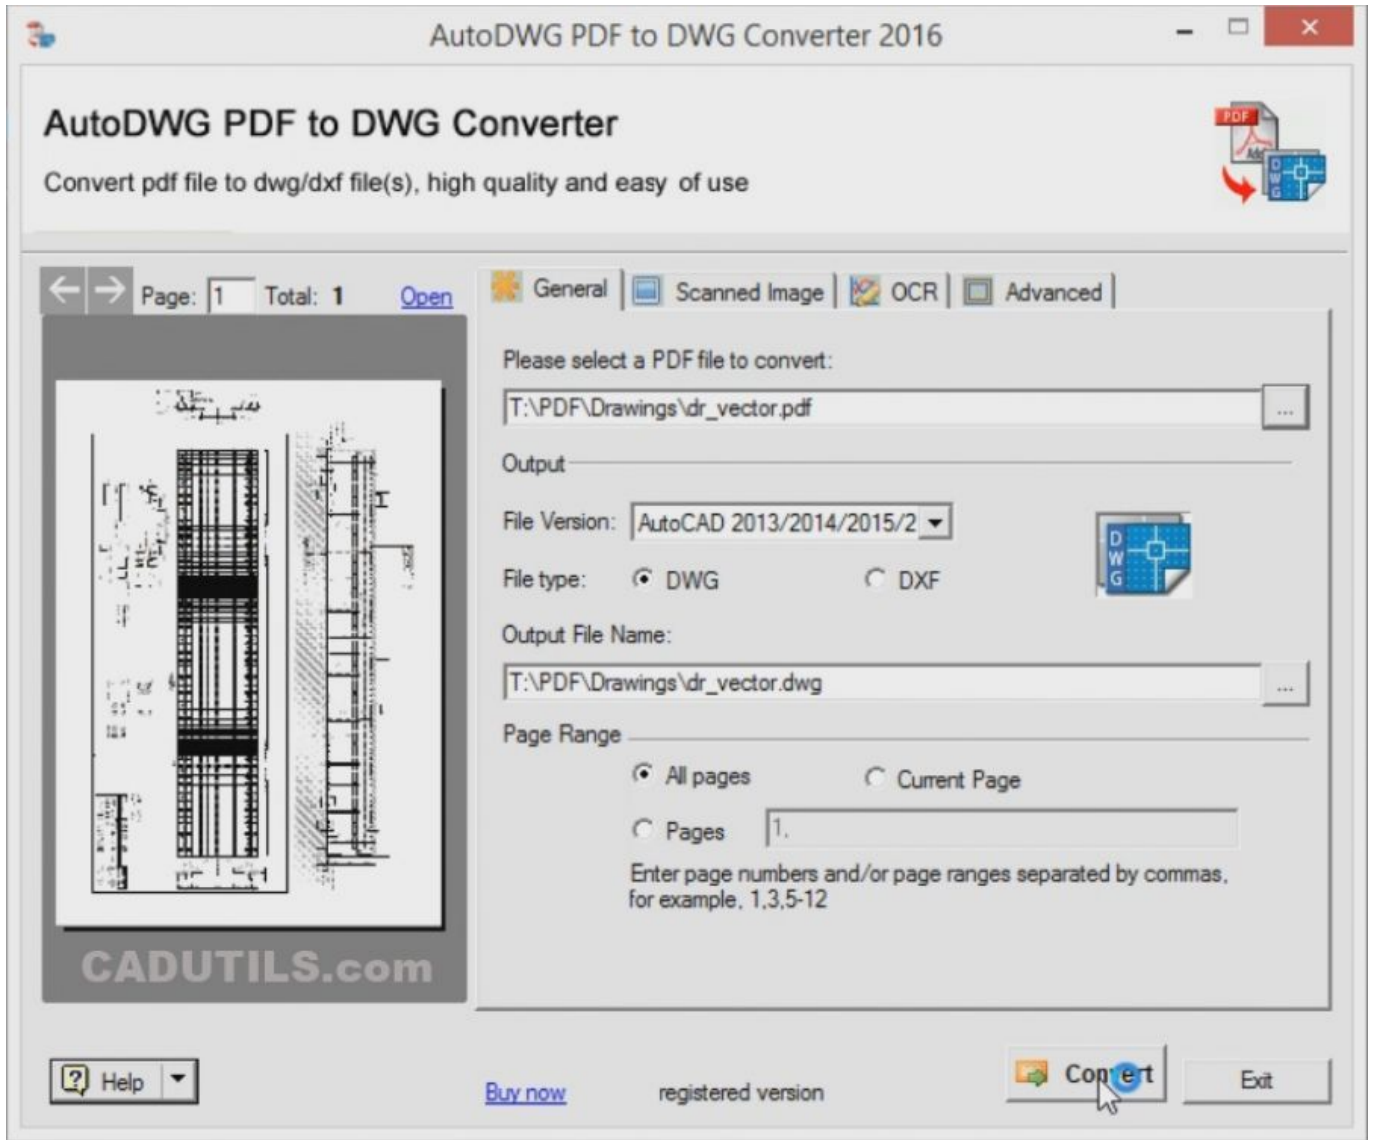 AutoDWG PDF to DWG Converter 2016
AutoDWG PDF to DWG Converter
Convert pdf file to dwg/dxf file(s), high quality and easy of use
PDF
DWG
Page: 1 Total: 1 Open
General Scanned Image OCR Advanced
Please select a PDF file to convert:
T:\PDF\Drawings\dr_vector.pdf ...
Output
File Version: AutoCAD 2013/2014/2015/2
DWG
File type: DWG DXF
Output File Name:
T:\PDF\Drawings\dr_vector.dwg ...
Page Range
All pages Current Page
Pages 1,
Enter page numbers and/or page ranges separated by commas,
for example, 1,3,5-12
CADUTILS.com
Help
Buy now registered version
Convert Exit